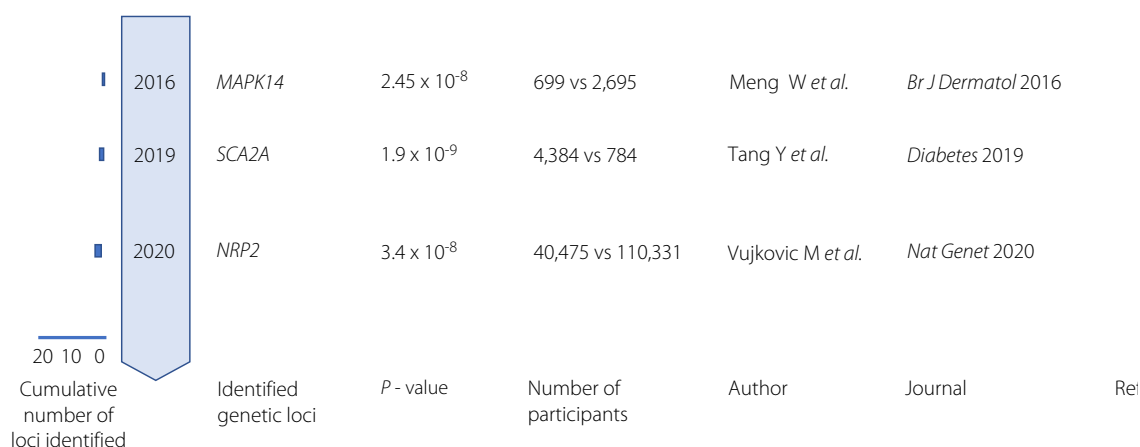 2016 MAPK14 2.45 x 10-8 699 vs 2,695 Meng W et al. Br J Dermatol 2016
2019 SCA2A 1.9 x 10-9 4,384 vs 784 Tang Y et al. Diabetes 2019
2020 NRP2 3.4 x 10-8 40,475 vs 110,331 Vujkovic M et al. Nat Genet 2020
20 10 0
Cumulative
number of
loci identified
Identified
genetic loci
P - value
Number of
participants
Author
Journal